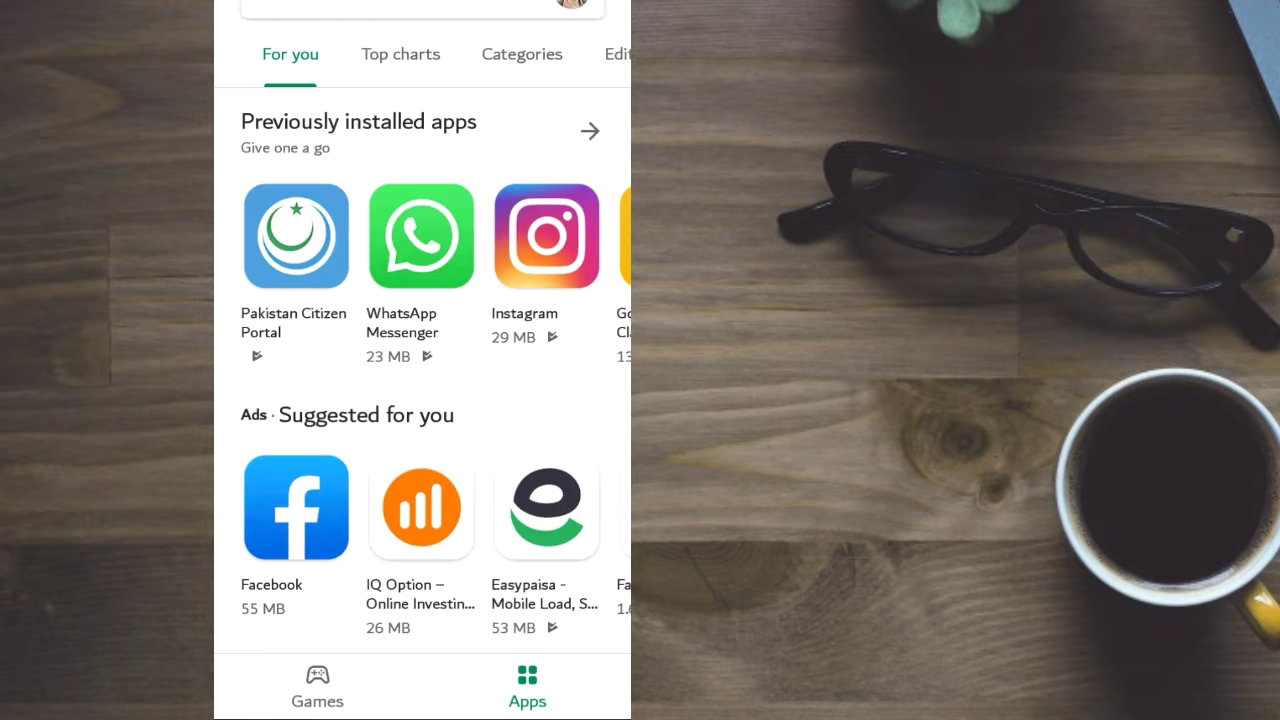 For you Top charts Categories Edit
Previously installed apps
Give one a go
Pakistan Citizen
Portal
WhatsApp
Messenger
23 MB
Instagram
29 MB
Ads · Suggested for you
Facebook
55 MB
IQ Option –
Online Investin...
26 MB
Easypaisa -
Mobile Load, S...
53 MB
Games Apps